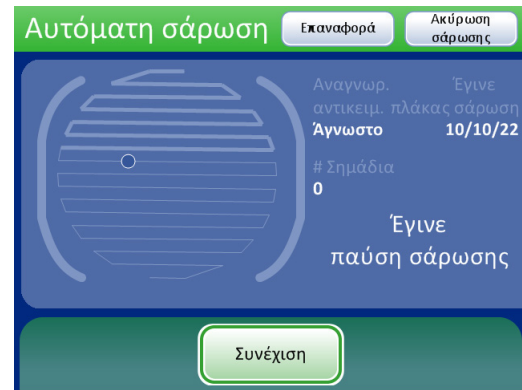 Αυτόματη σάρωση
Επαναφορά
Ακύρωση
σάρωσης
Αναγνωρ. Έγινε
αντικειμ. πλάκας σάρωση
Άγνωστο 10/10/22
# Σημάδια
0
Έγινε
παύση σάρωσης
Συνέχιση